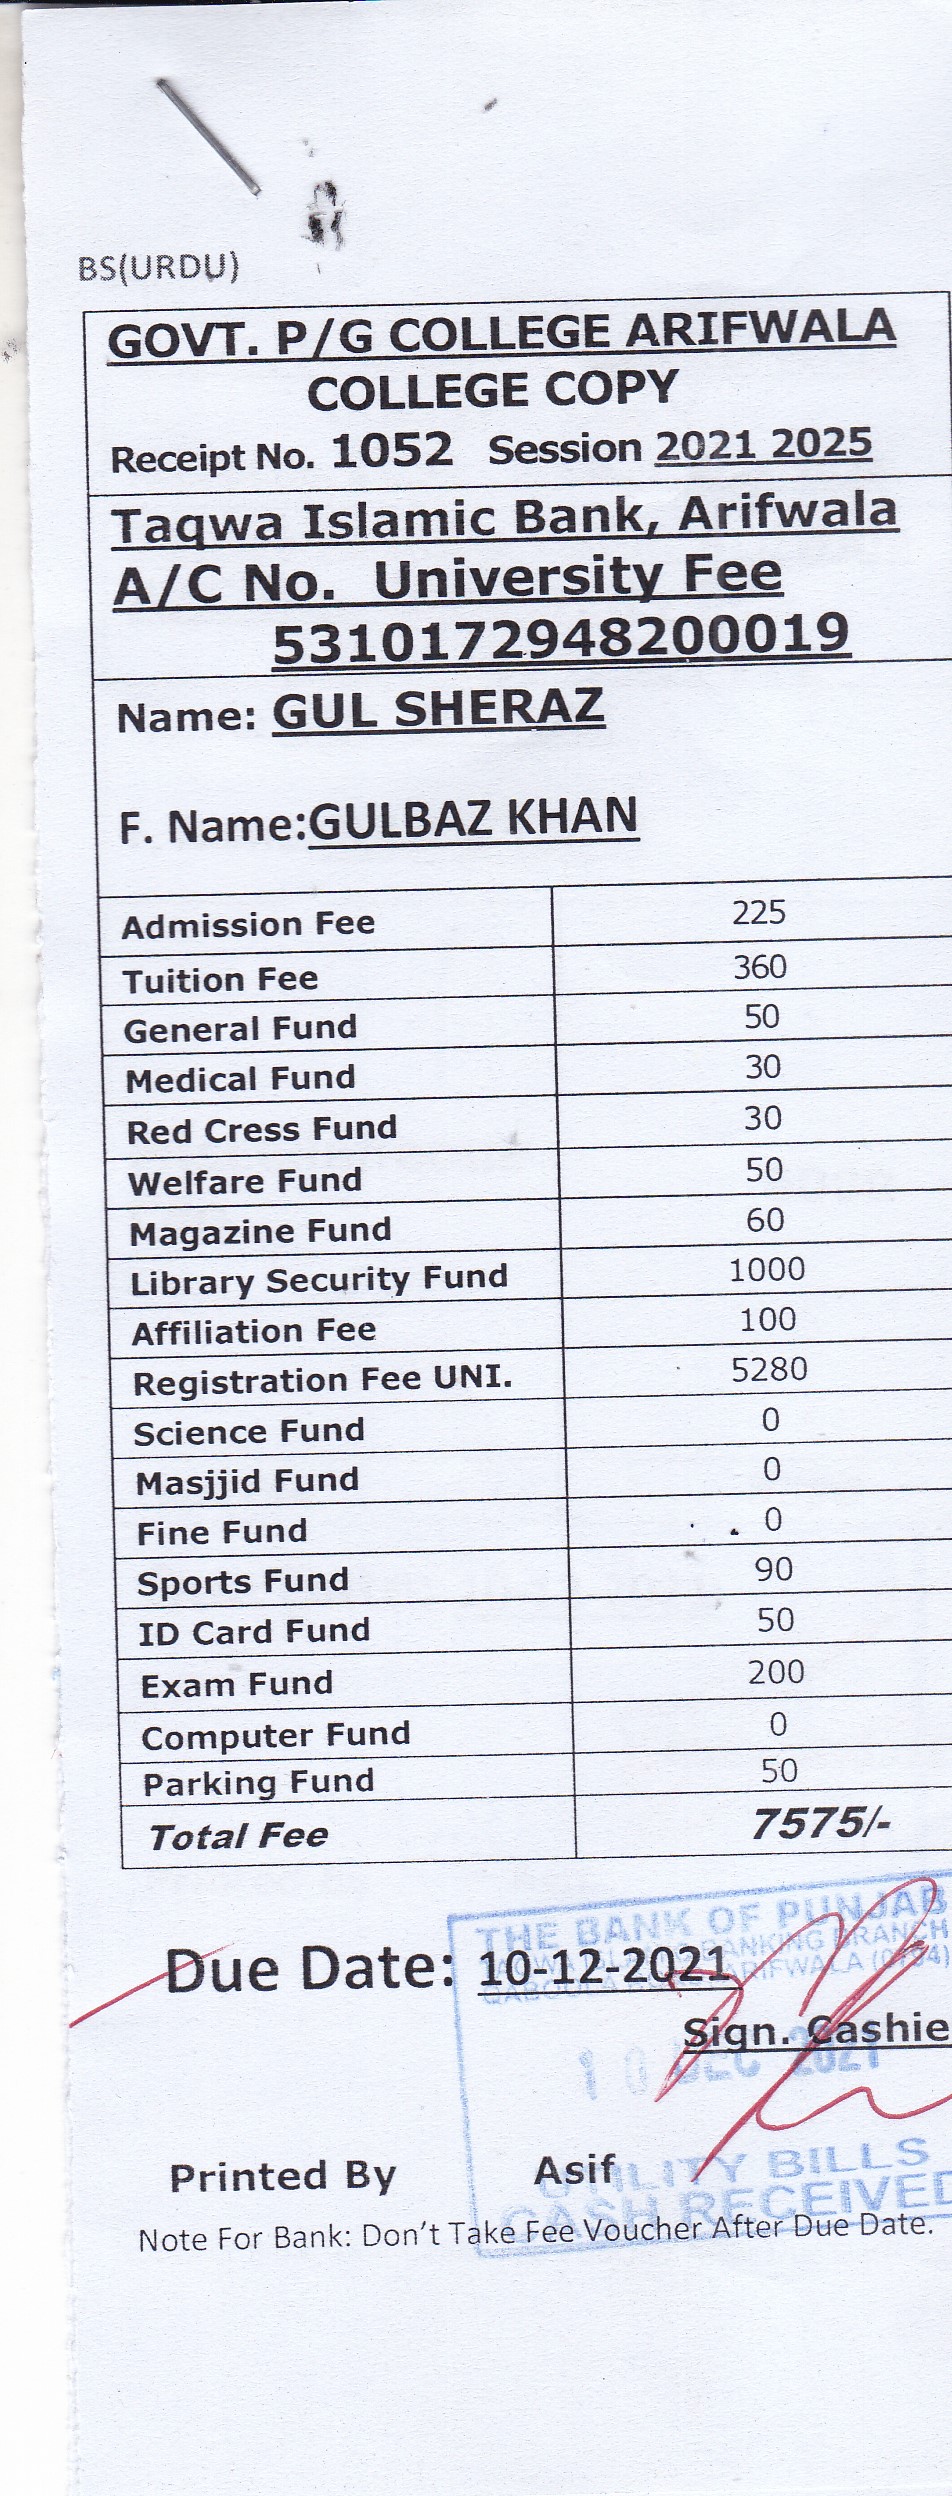 BS(URDU)
GOVT. P/G COLLEGE ARIFWALA
COLLEGE COPY
Receipt No. 1052 Session 2021 2025
Taqwa Islamic Bank, Arifwala
A/C No. University Fee
5310172948200019
Name: GUL SHERAZ
F. Name:GULBAZ KHAN
Admission Fee 225
Tuition Fee 360
General Fund 50
Medical Fund 30
Red Cress Fund 30
Welfare Fund 50
Magazine Fund 60
Library Security Fund 1000
Affiliation Fee 100
Registration Fee UNI. 5280
Science Fund 0
Masjjid Fund 0
Fine Fund 0
Sports Fund 90
ID Card Fund 50
Exam Fund 200
Computer Fund 0
Parking Fund 50
Total Fee 7575/-
THE BANK OF PUNJAB
BANKING BRANCH
ARIFWALA
Due Date: 10-12-2021
Sign. Cashie
10 DEC 2021
Printed By Asif
UTILITY BILLS
CASH RECEIVED
Note For Bank: Don't Take Fee Voucher After Due Date.